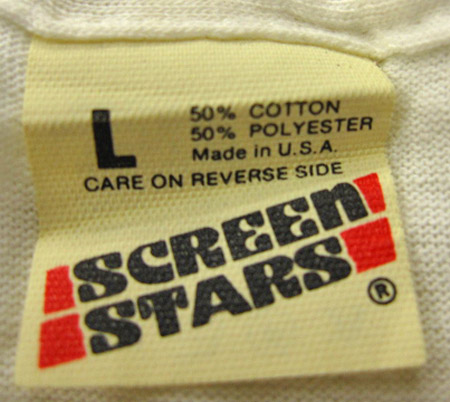 L
50% COTTON
50% POLYESTER
Made in U.S.A.
CARE ON REVERSE SIDE
SCREEN
STARS
®